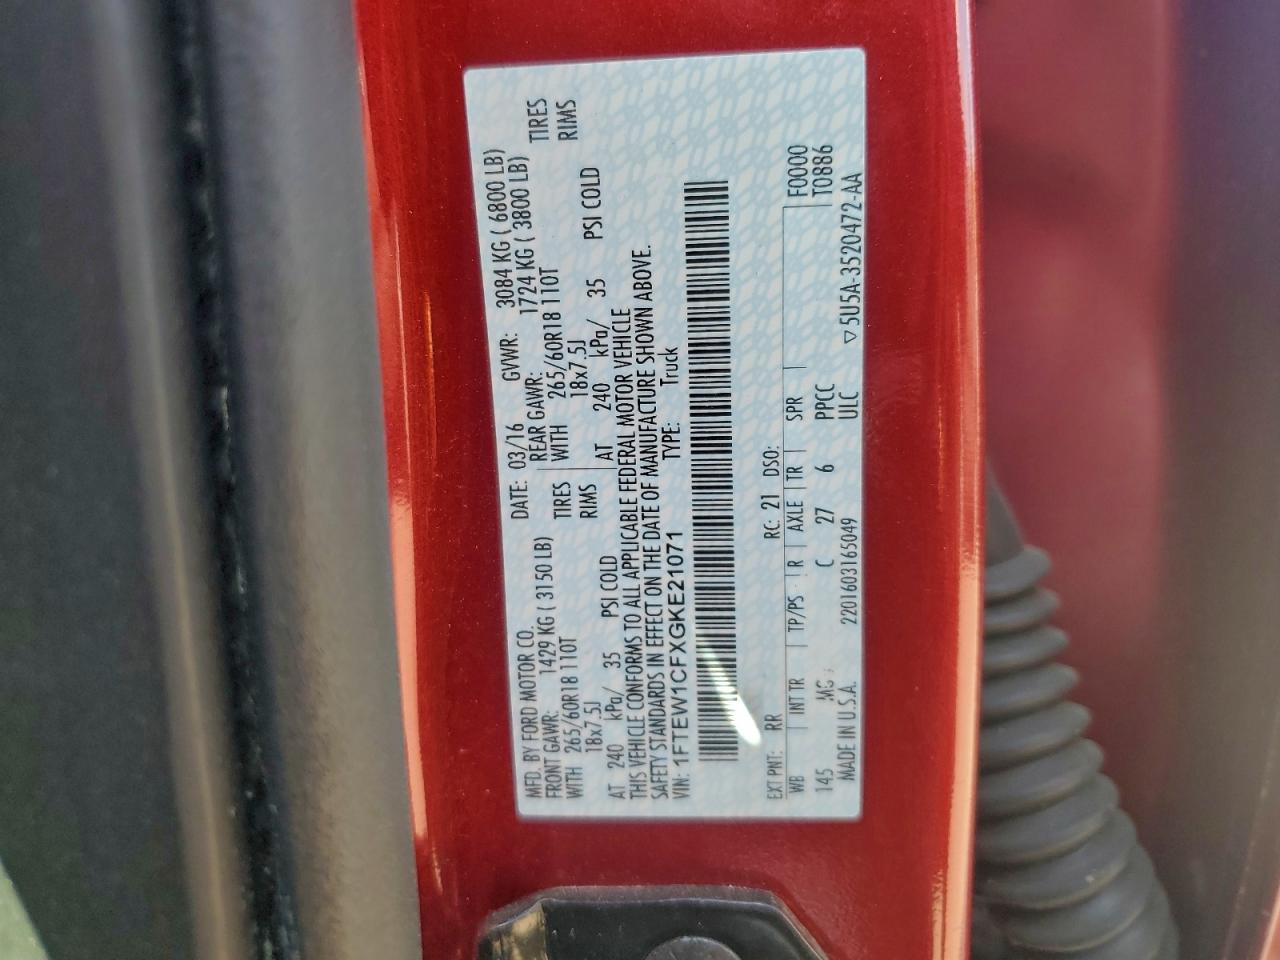 MFD. BY FORD MOTOR CO. DATE: 03/16 GVWR: 3084 KG ( 6800 LB)
FRONT GAWR: 1429 KG ( 3150 LB) REAR GAWR: 1724 KG ( 3800 LB)
WITH 265/60R18 110T TIRES WITH 265/60R18 110T TIRES
18x7.5J RIMS 18x7.5J RIMS
AT 240 kPa/ 35 PSI COLD AT 240 kPa/ 35 PSI COLD
THIS VEHICLE CONFORMS TO ALL APPLICABLE FEDERAL MOTOR VEHICLE
SAFETY STANDARDS IN EFFECT ON THE DATE OF MANUFACTURE SHOWN ABOVE.
VIN: 1FTEW1CFXGKE21071 TYPE: Truck
EXT PNT: RR RC: 21 DSO:
WB INT TR TP/PS R AXLE TR SPR F0000
145 MG C 27 6 PPCC T0886
MADE IN U.S.A. 2201603165049 ULC ▽5U5A-3520472-AA